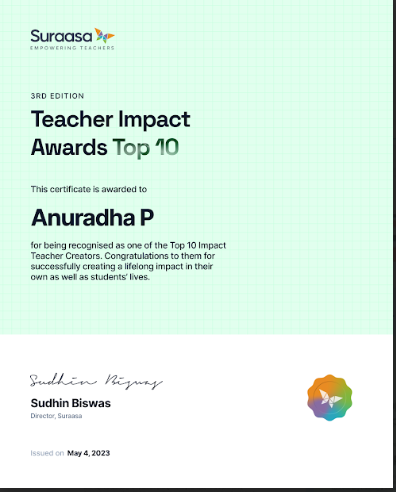 Suraasa
EMPOWERING TEACHERS
3RD EDITION
Teacher Impact
Awards Top 10
This certificate is awarded to
Anuradha P
for being recognised as one of the Top 10 Impact
Teacher Creators. Congratulations to them for
successfully creating a lifelong impact in their
own as well as students' lives.
Sudhin Biswas
Sudhin Biswas
Director, Suraasa
Issued on May 4, 2023